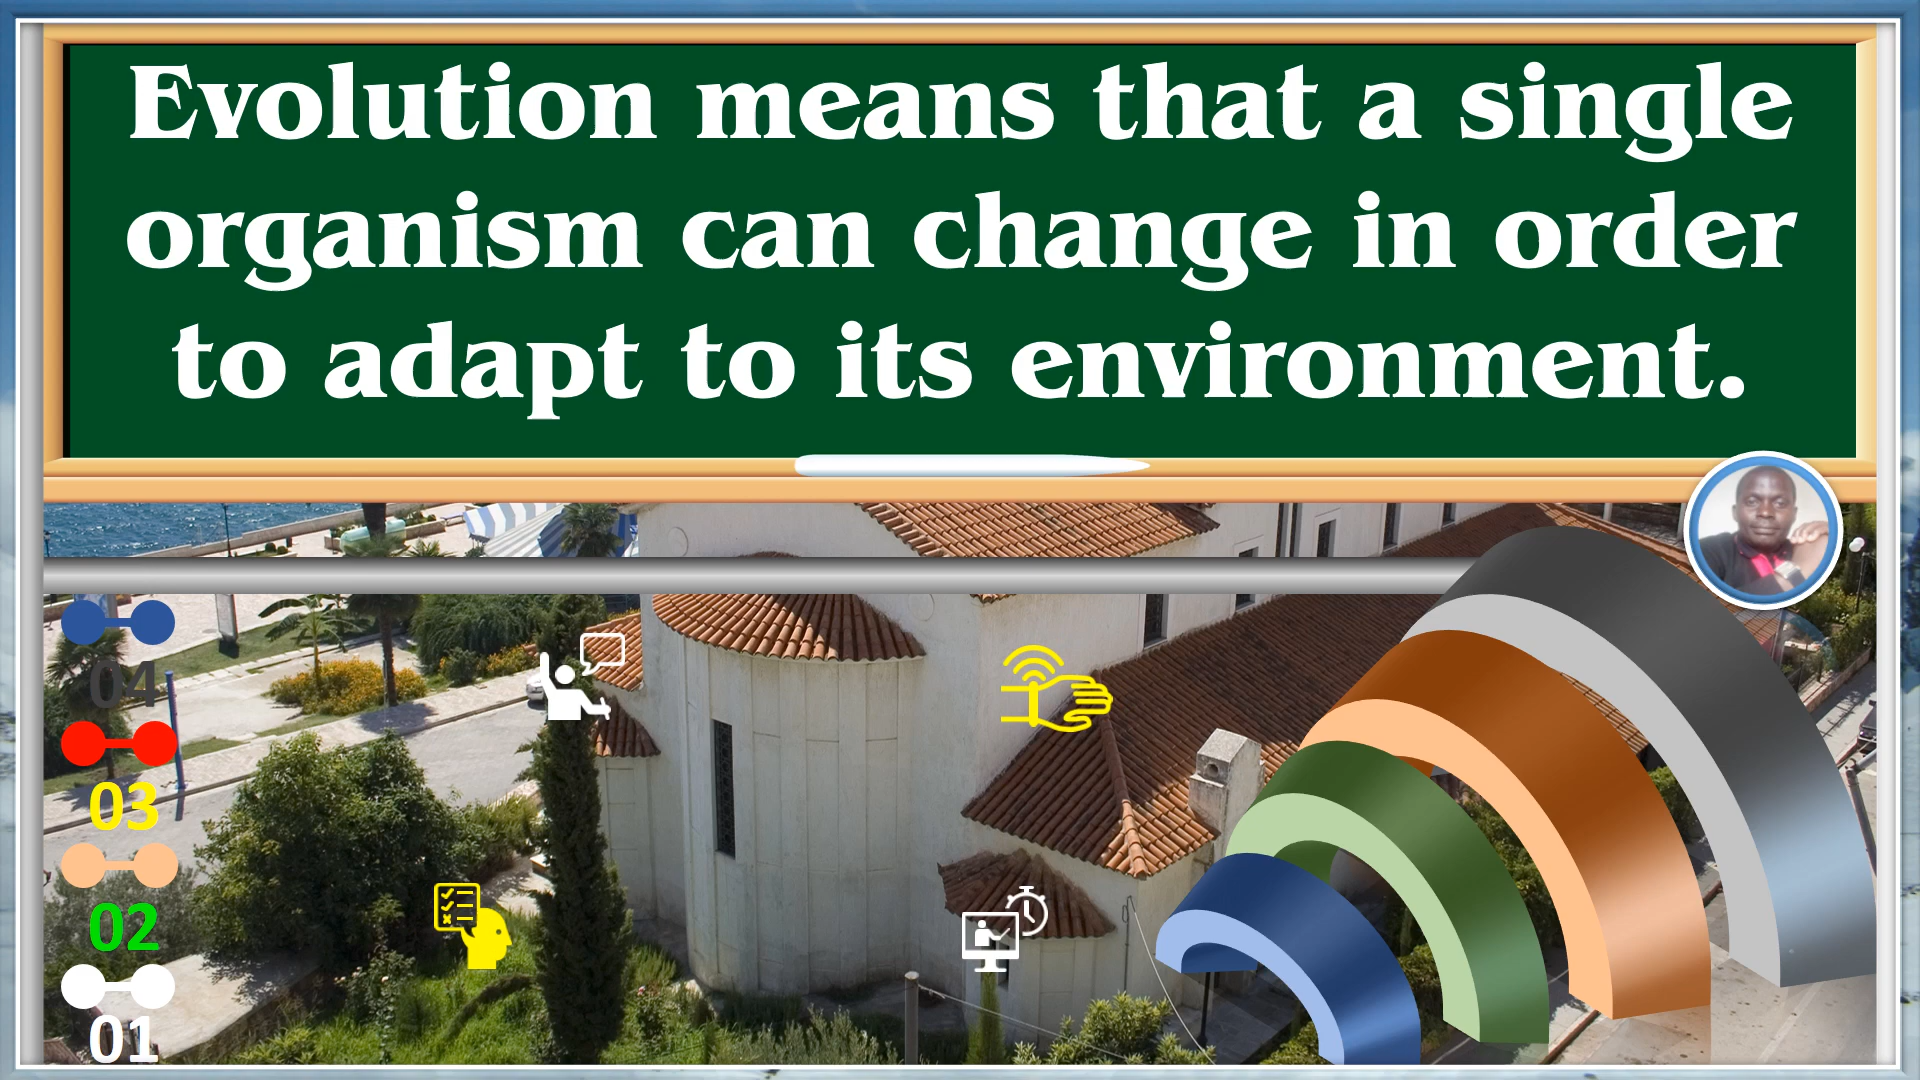 Evolution means that a single
organism can change in order
to adapt to its environment.
04
03
02
01